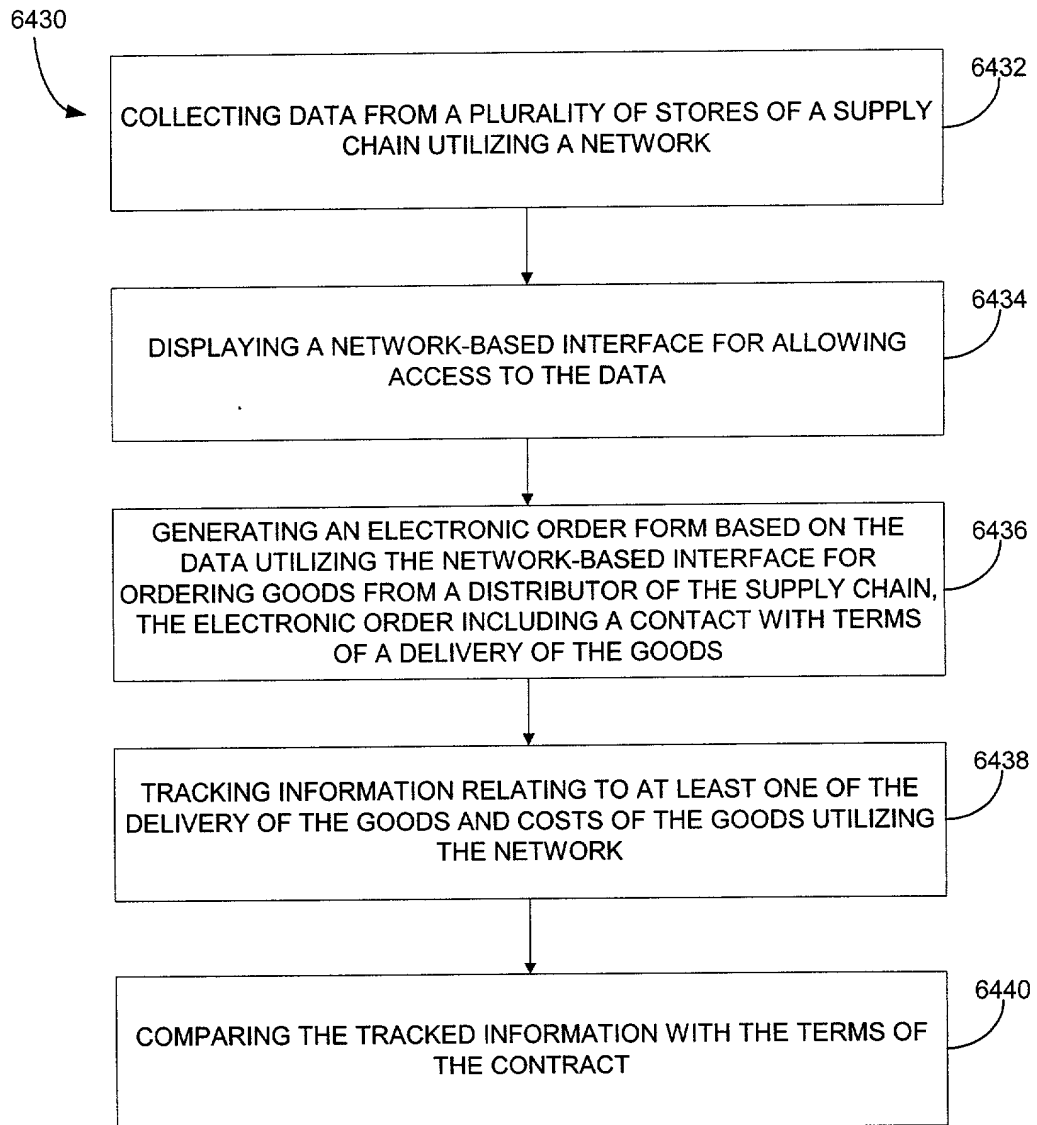 6430
6432
COLLECTING DATA FROM A PLURALITY OF STORES OF A SUPPLY
CHAIN UTILIZING A NETWORK
6434
DISPLAYING A NETWORK-BASED INTERFACE FOR ALLOWING
ACCESS TO THE DATA
6436
GENERATING AN ELECTRONIC ORDER FORM BASED ON THE
DATA UTILIZING THE NETWORK-BASED INTERFACE FOR
ORDERING GOODS FROM A DISTRIBUTOR OF THE SUPPLY CHAIN,
THE ELECTRONIC ORDER INCLUDING A CONTACT WITH TERMS
OF A DELIVERY OF THE GOODS
6438
TRACKING INFORMATION RELATING TO AT LEAST ONE OF THE
DELIVERY OF THE GOODS AND COSTS OF THE GOODS UTILIZING
THE NETWORK
6440
COMPARING THE TRACKED INFORMATION WITH THE TERMS OF
THE CONTRACT